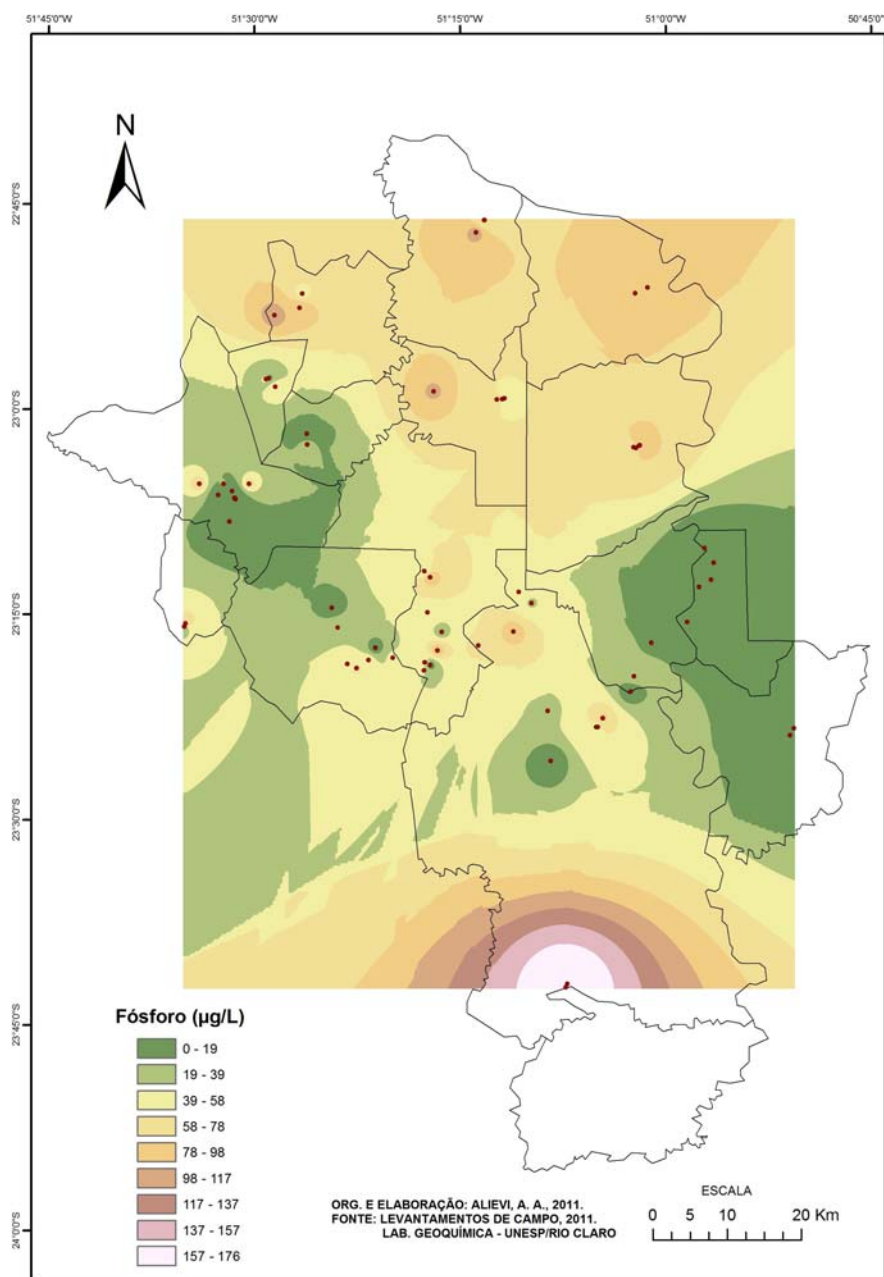 51°45'0"W 51°30'0"W 51°15'0"W 51°0'0"W 50°45'0"W
N
22°45'0"S
23°0'0"S
23°15'0"S
23°30'0"S
23°45'0"S
24°0'0"S
Fósforo (µg/L)
0 - 19
19 - 39
39 - 58
58 - 78
78 - 98
98 - 117
117 - 137
137 - 157
157 - 176
ORG. E ELABORAÇÃO: ALIEVI, A. A., 2011.
FONTE: LEVANTAMENTOS DE CAMPO, 2011.
LAB. GEOQUÍMICA - UNESP/RIO CLARO
ESCALA
0 5 10 20 Km